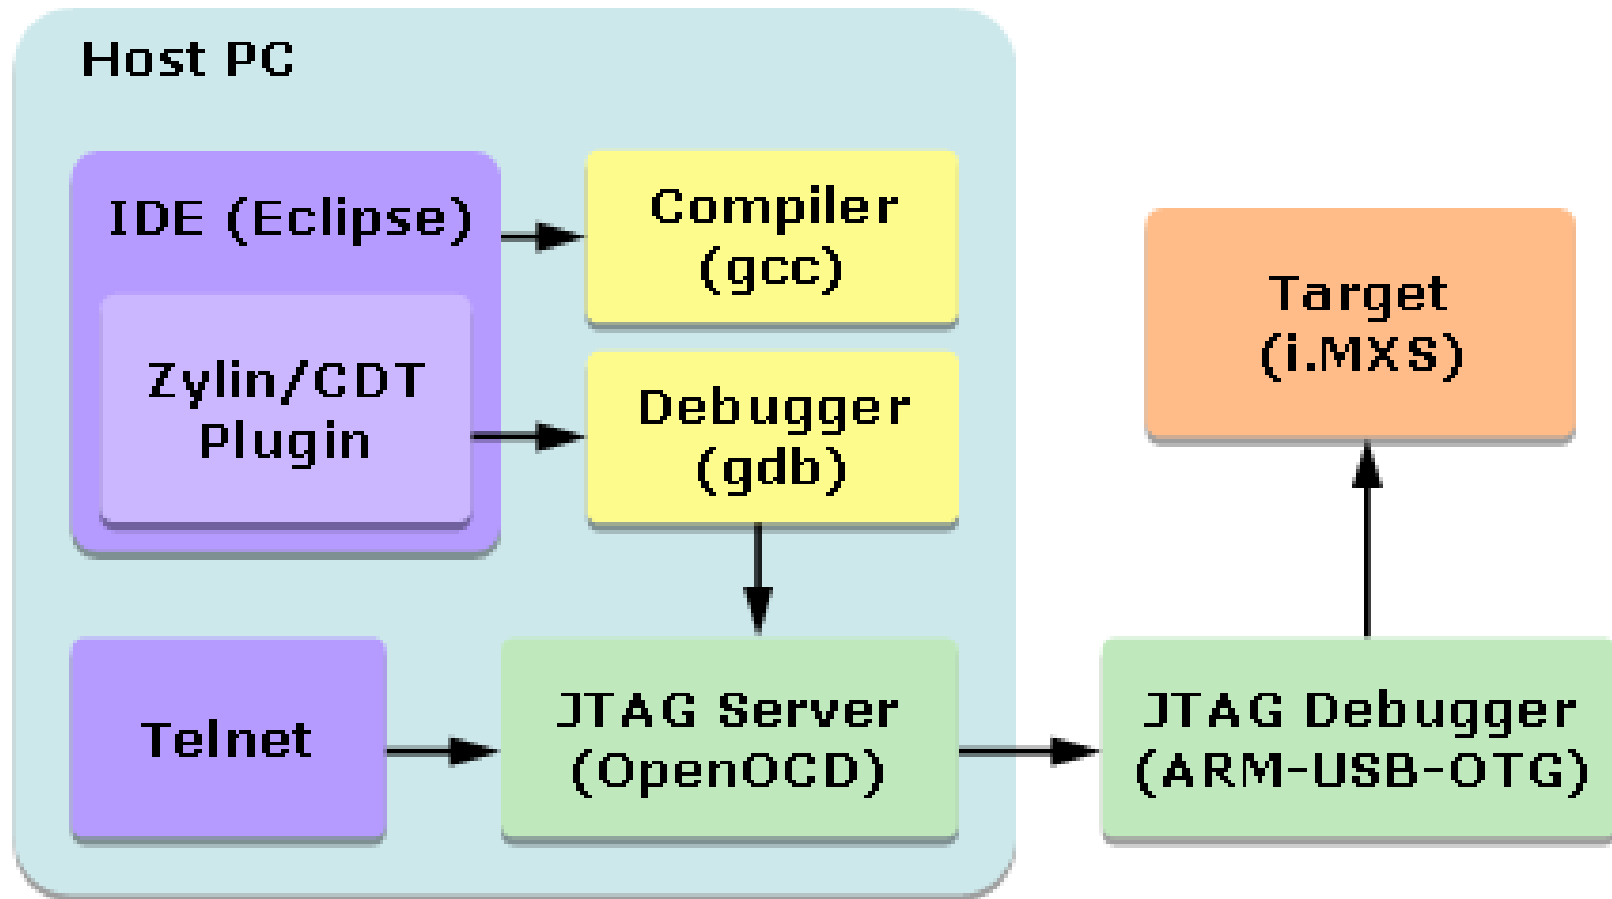 Host PC
IDE (Eclipse)
Compiler
(gcc)
Zylin/CDT
Plugin
Debugger
(gdb)
Target
(i.MXS)
Telnet
JTAG Server
(OpenOCD)
JTAG Debugger
(ARM-USB-OTG)